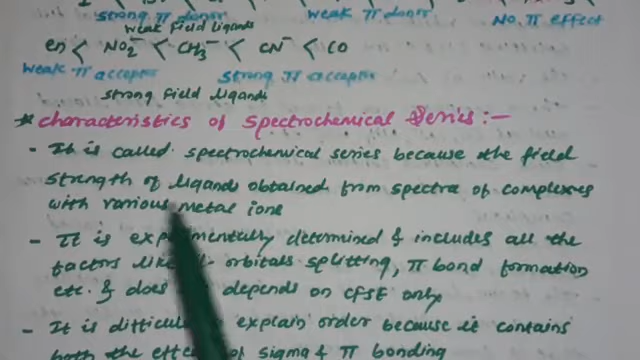 strong π donor weak π donor No π effect
weak field ligands
en < NO2⁻ < CH3⁻ < CN⁻ < CO
weak π acceptor strong π acceptor
strong field ligands
* characteristics of spectrochemical series:-
- It is called spectrochemical series because the field
strength of ligands obtained from spectra of complexes
with various metal ions
- It is determined & includes all the
factors like orbitals splitting, π bond formation
etc. & does depends on CFSE only
- It is explain order because it contains
both the effect of sigma & π bonding